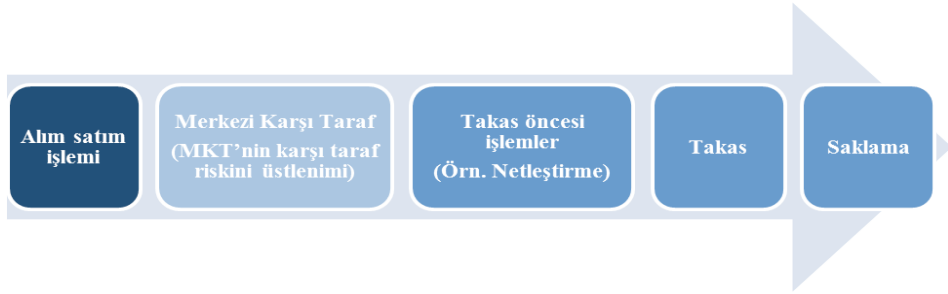 Alım satım
işlemi
Merkezi Karşı Taraf
(MKT’nin karşı taraf
riskini üstlenimi)
Takas öncesi
işlemler
(Örn. Netleştirme)
Takas
Saklama